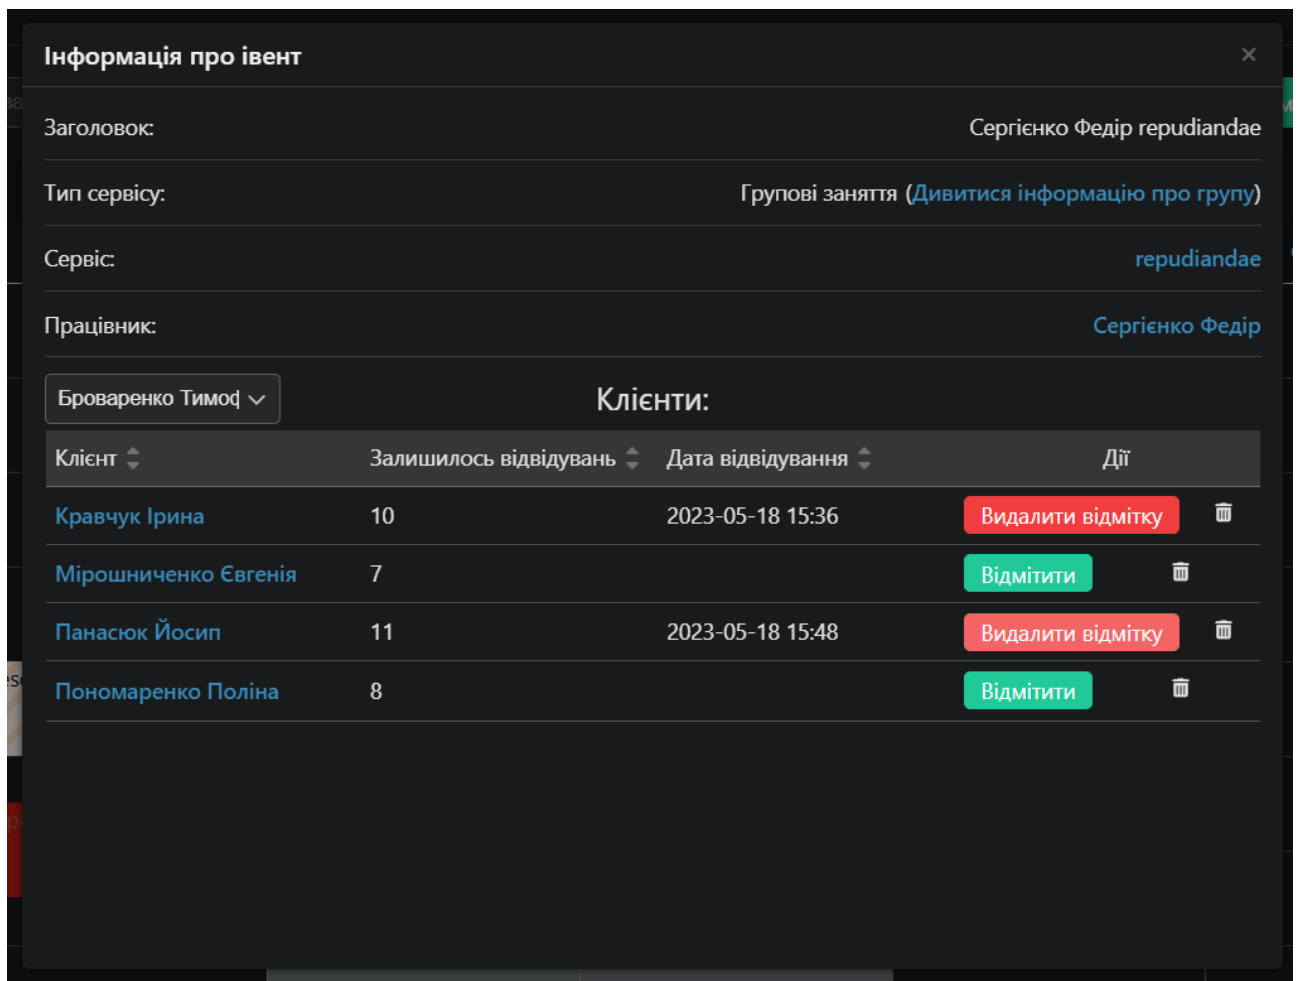 Інформація про івент
Заголовок: Сергієнко Федір repudiandae
Тип сервісу: Групові заняття (Дивитися інформацію про групу)
Сервіс: repudiandae
Працівник: Сергієнко Федір
Броваренко Клієнти:
Клієнт Залишилось відвідувань Дата відвідування Дії
Кравчук Ірина 10 2023-05-18 15:36 Видалити відмітку
Мірошниченко Євгенія 7 Відмітити
Панасюк Йосип 11 2023-05-18 15:48 Видалити відмітку
Пономаренко Поліна 8 Відмітити